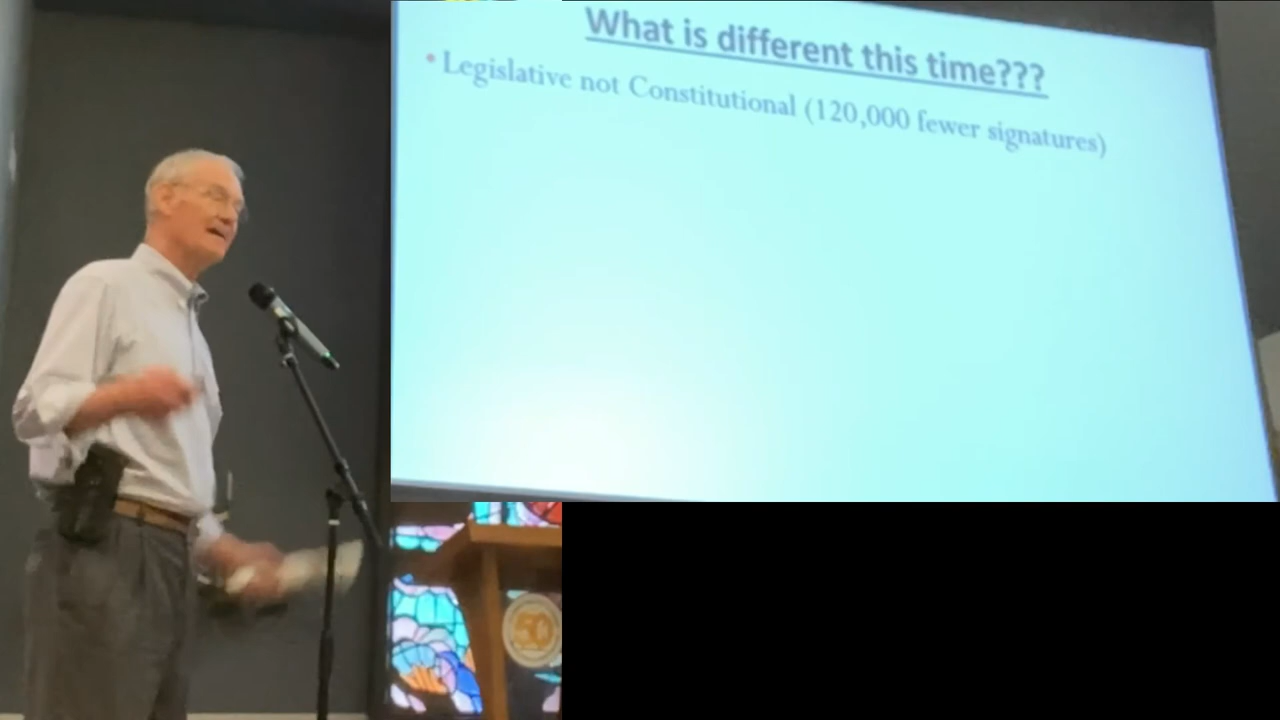 What is different this time???
• Legislative not Constitutional (120,000 fewer signatures)
50